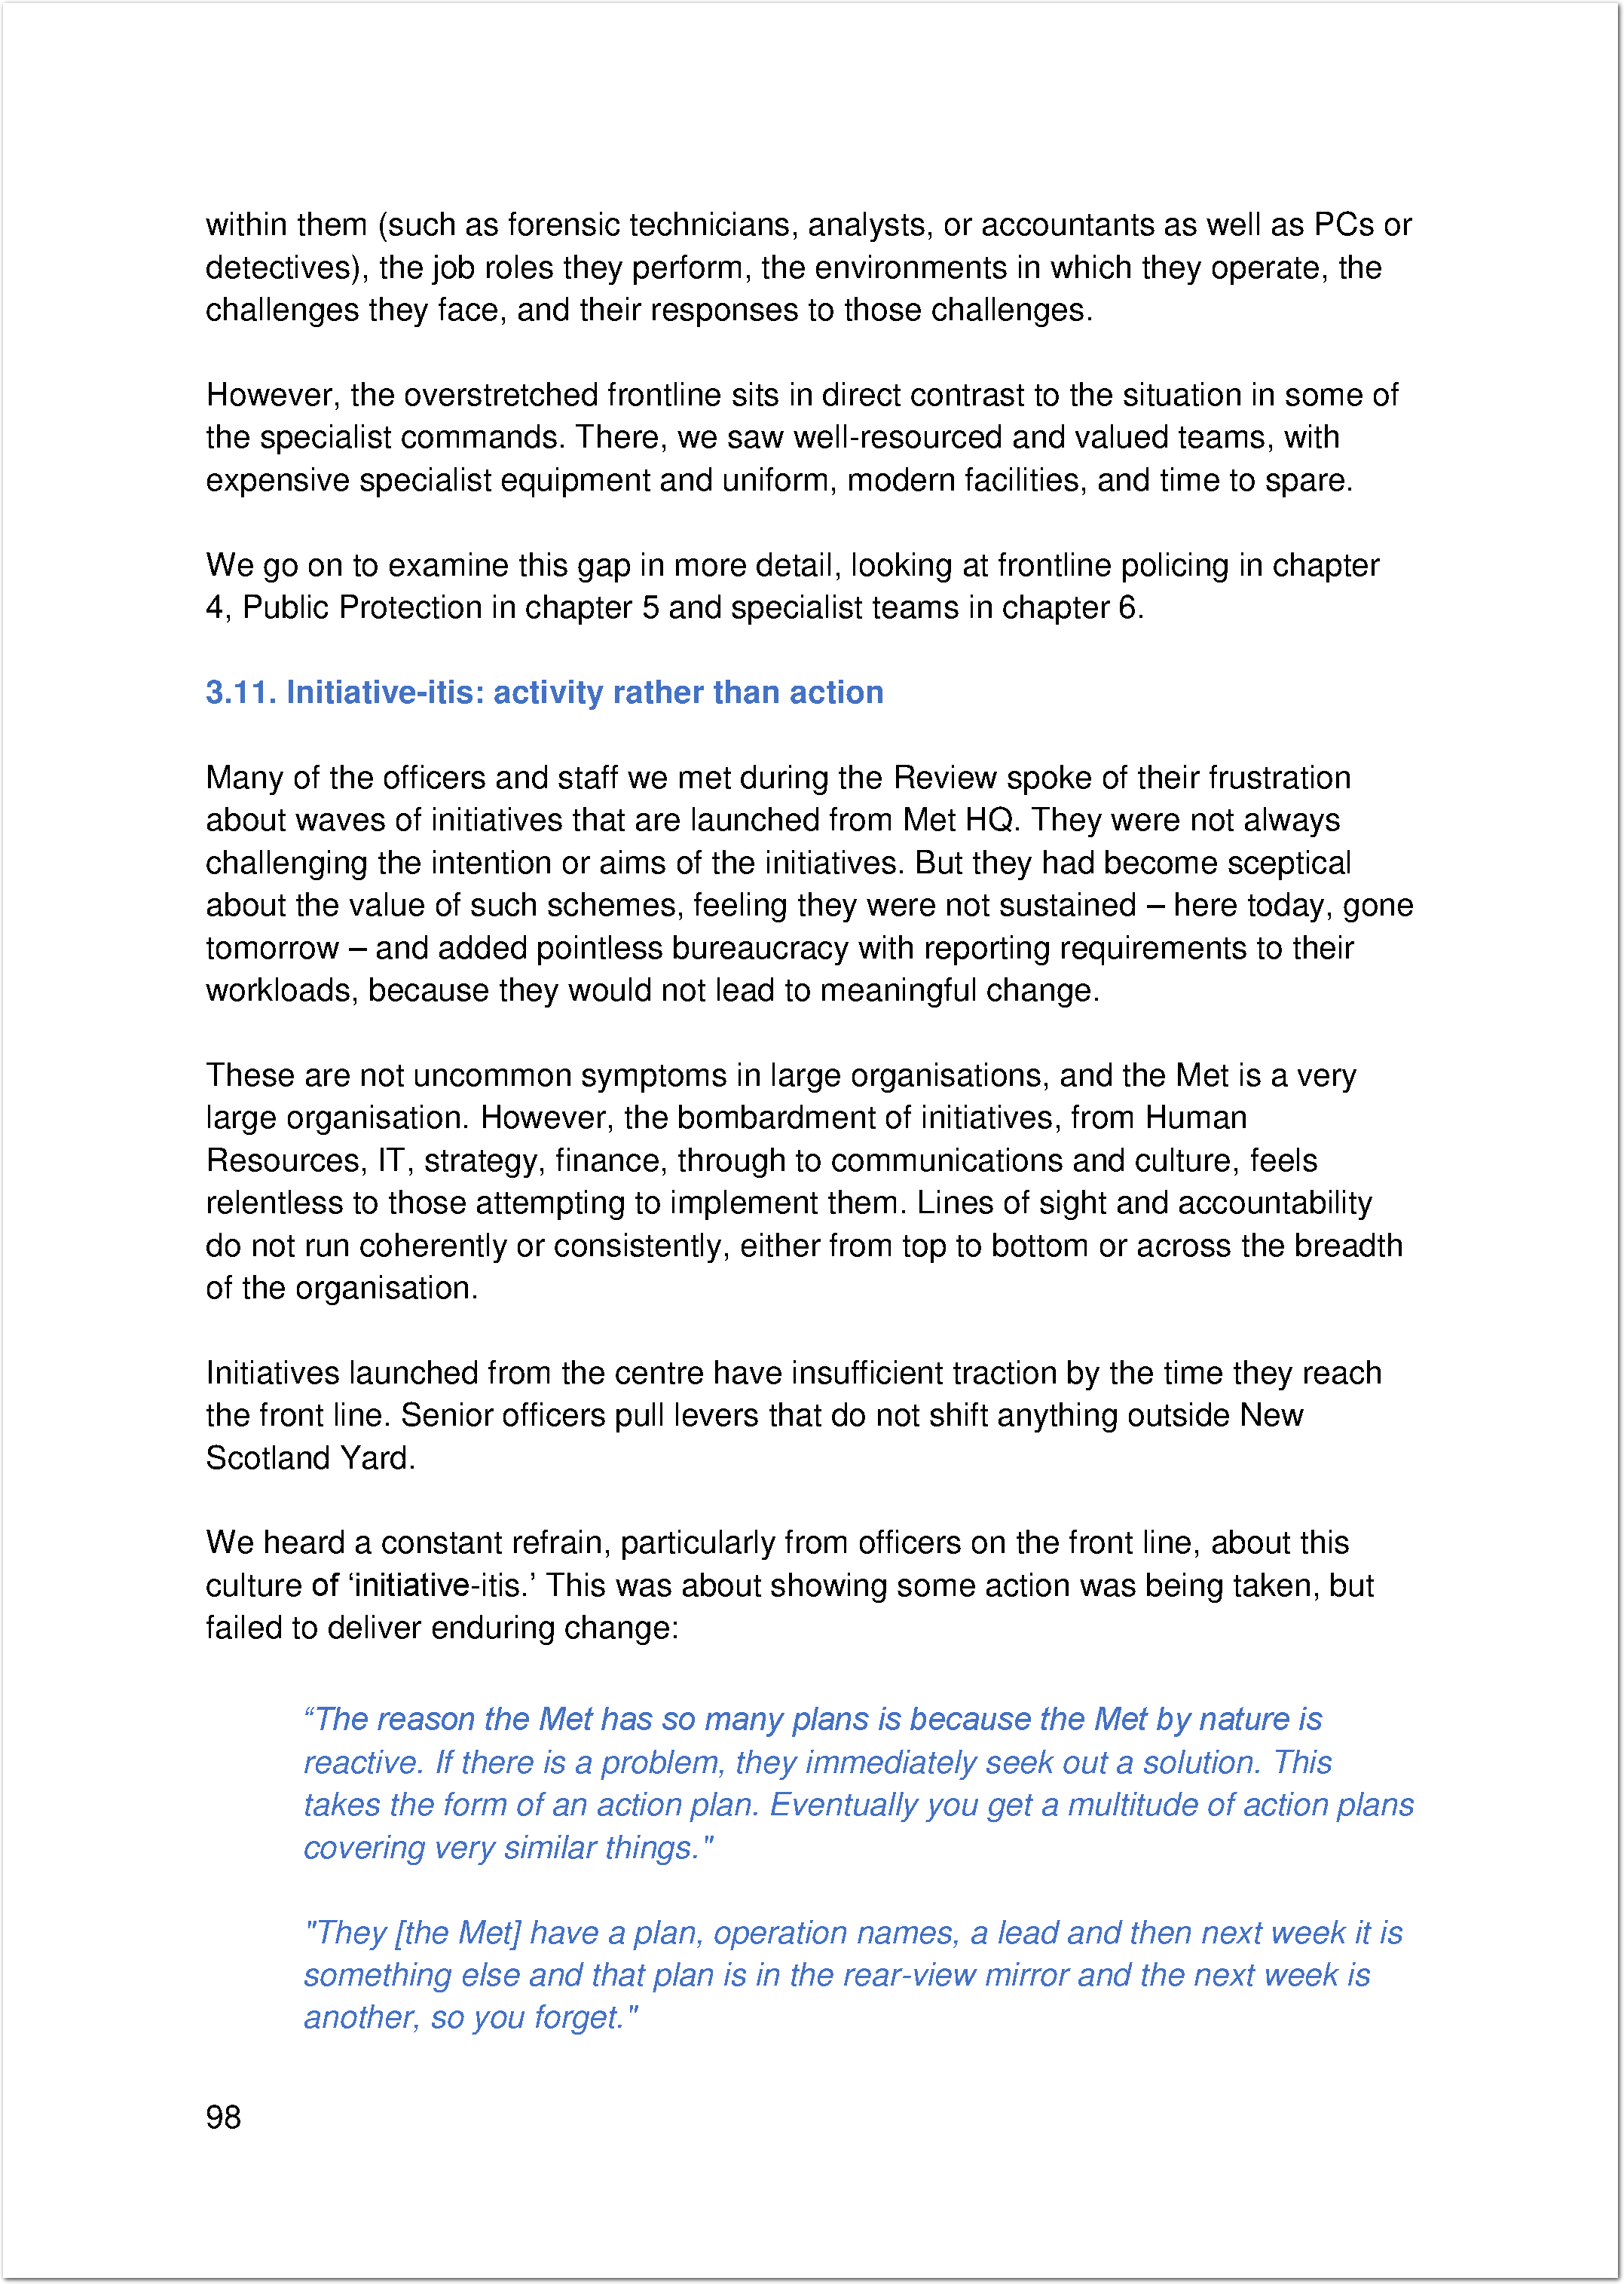 within them (such as forensic technicians, analysts, or accountants as well as PCs or
detectives), the job roles they perform, the environments in which they operate, the
challenges they face, and their responses to those challenges.
However, the overstretched frontline sits in direct contrast to the situation in some of
the specialist commands. There, we saw well-resourced and valued teams, with
expensive specialist equipment and uniform, modern facilities, and time to spare.
We go on to examine this gap in more detail, looking at frontline policing in chapter
4, Public Protection in chapter 5 and specialist teams in chapter 6.
3.11. Initiative-itis: activity rather than action
Many of the officers and staff we met during the Review spoke of their frustration
about waves of initiatives that are launched from Met HQ. They were not always
challenging the intention or aims of the initiatives. But they had become sceptical
about the value of such schemes, feeling they were not sustained – here today, gone
tomorrow – and added pointless bureaucracy with reporting requirements to their
workloads, because they would not lead to meaningful change.
These are not uncommon symptoms in large organisations, and the Met is a very
large organisation. However, the bombardment of initiatives, from Human
Resources, IT, strategy, finance, through to communications and culture, feels
relentless to those attempting to implement them. Lines of sight and accountability
do not run coherently or consistently, either from top to bottom or across the breadth
of the organisation.
Initiatives launched from the centre have insufficient traction by the time they reach
the front line. Senior officers pull levers that do not shift anything outside New
Scotland Yard.
We heard a constant refrain, particularly from officers on the front line, about this
culture of ‘initiative-itis.’ This was about showing some action was being taken, but
failed to deliver enduring change:
“The reason the Met has so many plans is because the Met by nature is
reactive. If there is a problem, they immediately seek out a solution. This
takes the form of an action plan. Eventually you get a multitude of action plans
covering very similar things."
"They [the Met] have a plan, operation names, a lead and then next week it is
something else and that plan is in the rear-view mirror and the next week is
another, so you forget."
98